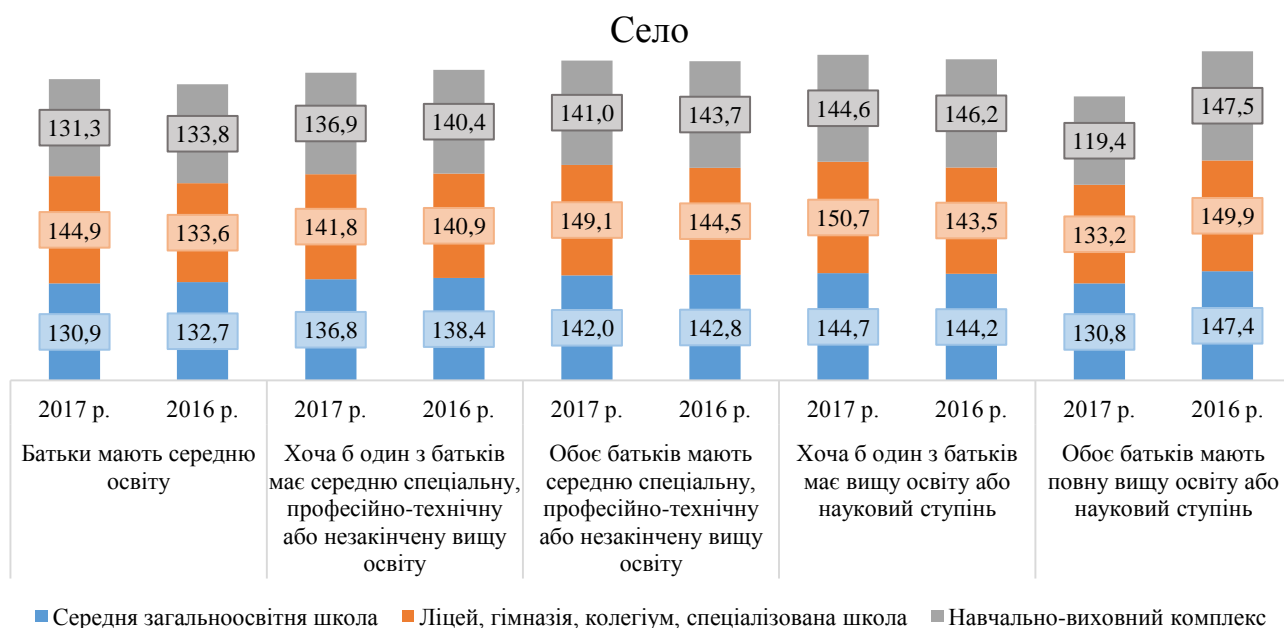 Село
131,3 133,8 136,9 140,4 141,0 143,7 144,6 146,2 119,4 147,5
144,9 133,6 141,8 140,9 149,1 144,5 150,7 143,5 133,2 149,9
130,9 132,7 136,8 138,4 142,0 142,8 144,7 144,2 130,8 147,4
2017 р. 2016 р. 2017 р. 2016 р. 2017 р. 2016 р. 2017 р. 2016 р. 2017 р. 2016 р.
Батьки мають середню
освіту
Хоча б один з батьків
має середню спеціальну,
професійно-технічну
або незакінчену вищу
освіту
Обоє батьків мають
середню спеціальну,
професійно-технічну
або незакінчену вищу
освіту
Хоча б один з батьків
має вищу освіту або
науковий ступінь
Обоє батьків мають
повну вищу освіту або
науковий ступінь
Середня загальноосвітня школа Ліцей, гімназія, колегіум, спеціалізована школа Навчально-виховний комплекс